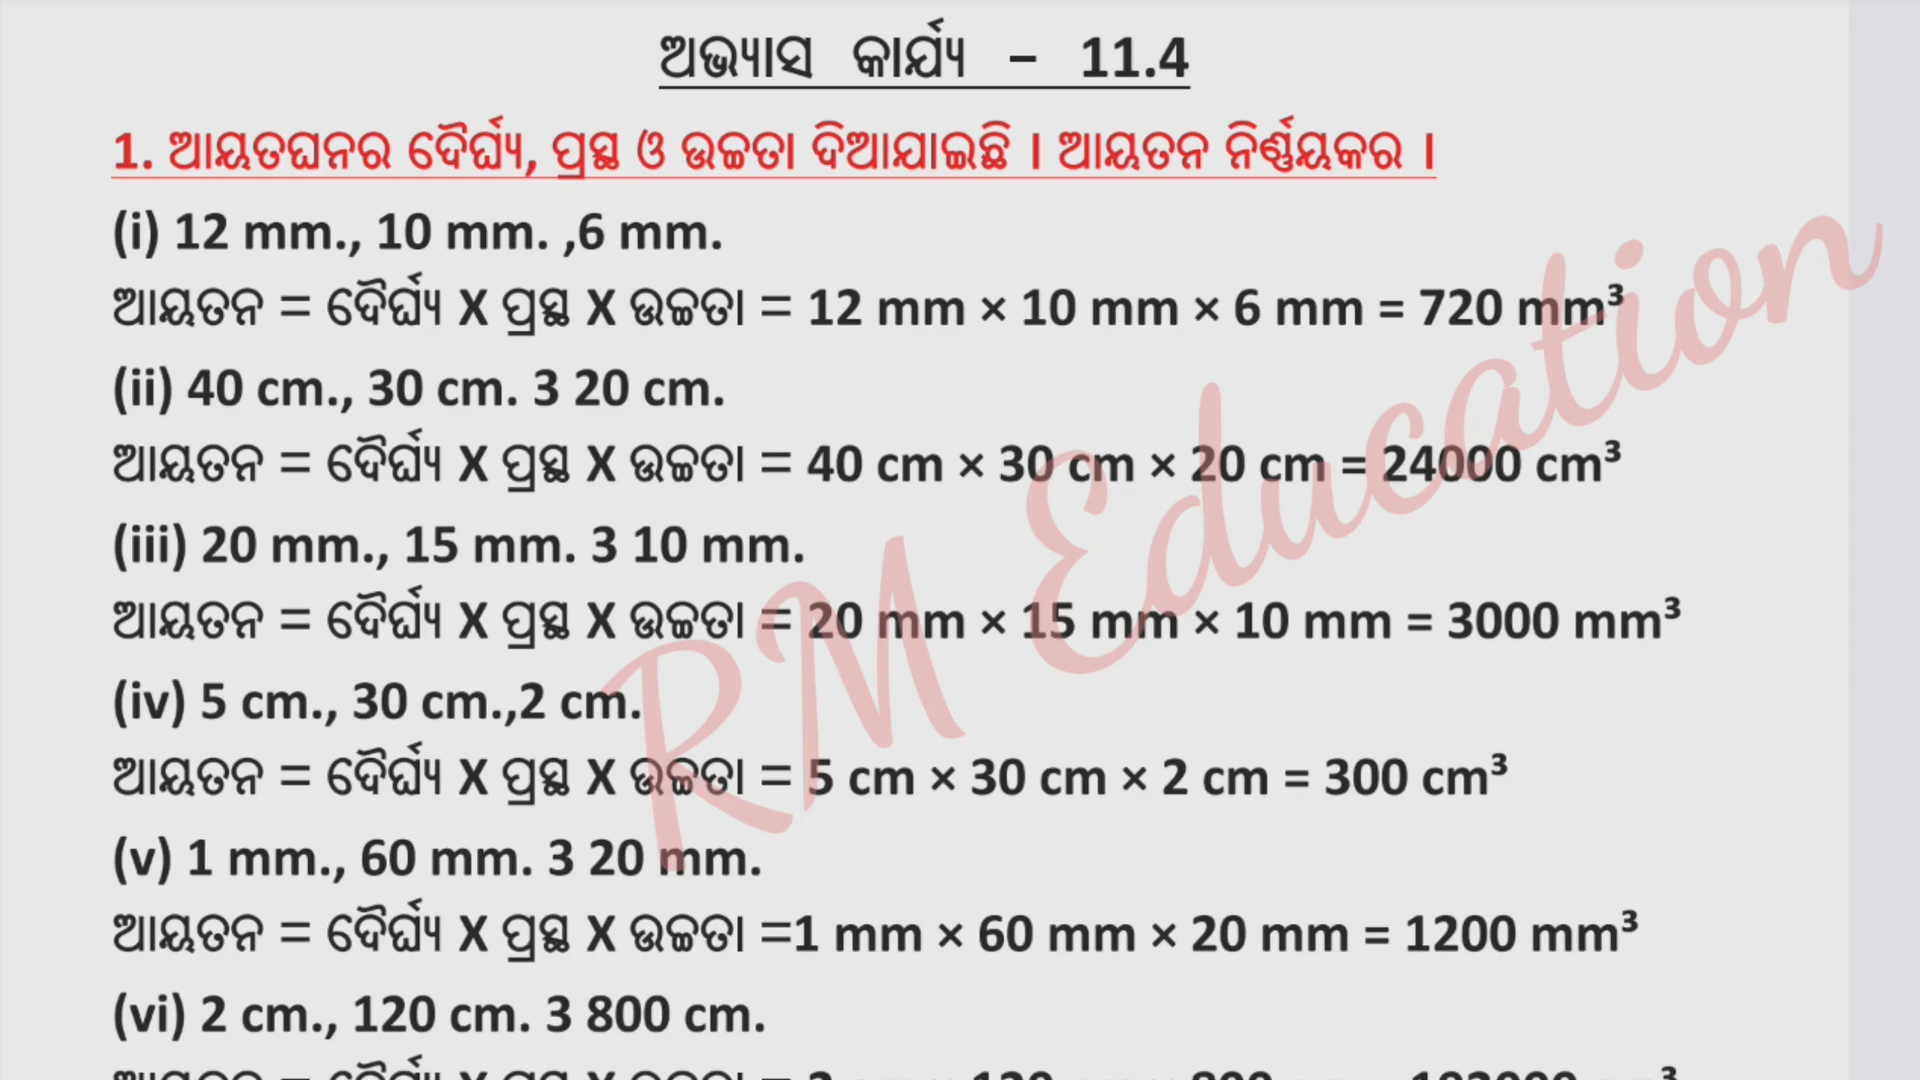 ଅଭ୍ୟାସ କାର୍ଯ୍ୟ – 11.4
1. ଆୟତଘନର ଦୈର୍ଘ୍ୟ, ପ୍ରସ୍ଥ ଓ ଉଚ୍ଚତା ଦିଆଯାଇଛି । ଆୟତନ ନିର୍ଣ୍ଣୟକର ।
(i) 12 mm., 10 mm. ,6 mm.
ଆୟତନ = ଦୈର୍ଘ୍ୟ X ପ୍ରସ୍ଥ X ଉଚ୍ଚତା = 12 mm × 10 mm × 6 mm = 720 mm³
(ii) 40 cm., 30 cm. 3 20 cm.
ଆୟତନ = ଦୈର୍ଘ୍ୟ X ପ୍ରସ୍ଥ X ଉଚ୍ଚତା = 40 cm × 30 cm × 20 cm = 24000 cm³
(iii) 20 mm., 15 mm. 3 10 mm.
ଆୟତନ = ଦୈର୍ଘ୍ୟ X ପ୍ରସ୍ଥ X ଉଚ୍ଚତା = 20 mm × 15 mm × 10 mm = 3000 mm³
(iv) 5 cm., 30 cm.,2 cm.
ଆୟତନ = ଦୈର୍ଘ୍ୟ X ପ୍ରସ୍ଥ X ଉଚ୍ଚତା = 5 cm × 30 cm × 2 cm = 300 cm³
(v) 1 mm., 60 mm. 3 20 mm.
ଆୟତନ = ଦୈର୍ଘ୍ୟ X ପ୍ରସ୍ଥ X ଉଚ୍ଚତା =1 mm × 60 mm × 20 mm = 1200 mm³
(vi) 2 cm., 120 cm. 3 800 cm.
RM Education